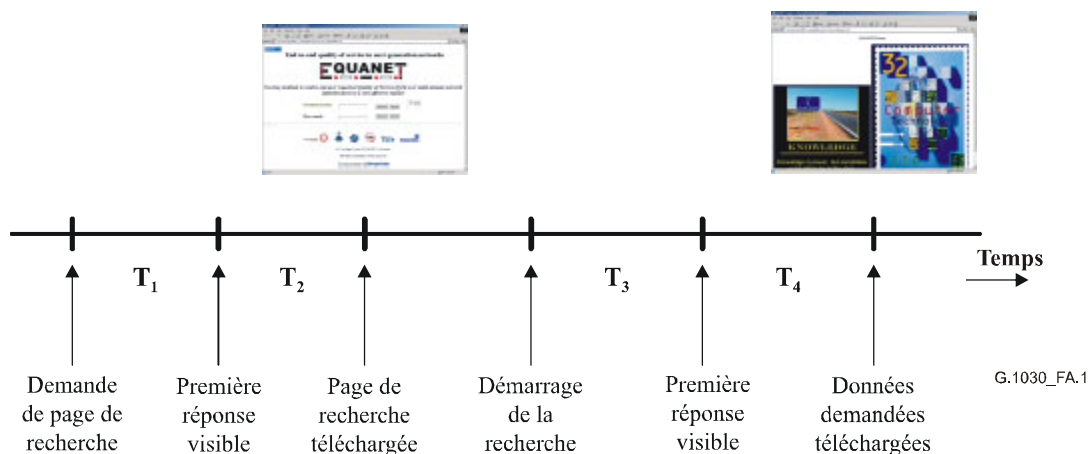 End-to-end quality of service in next generation networks
EQUANET
32
Computer
Technology
KNOWLEDGE
T1
T2
T3
T4
Temps
Demande
de page de
recherche
Première
réponse
visible
Page de
recherche
téléchargée
Démarrage
de la
recherche
Première
réponse
visible
Données
demandées
téléchargées
G.1030_FA.1